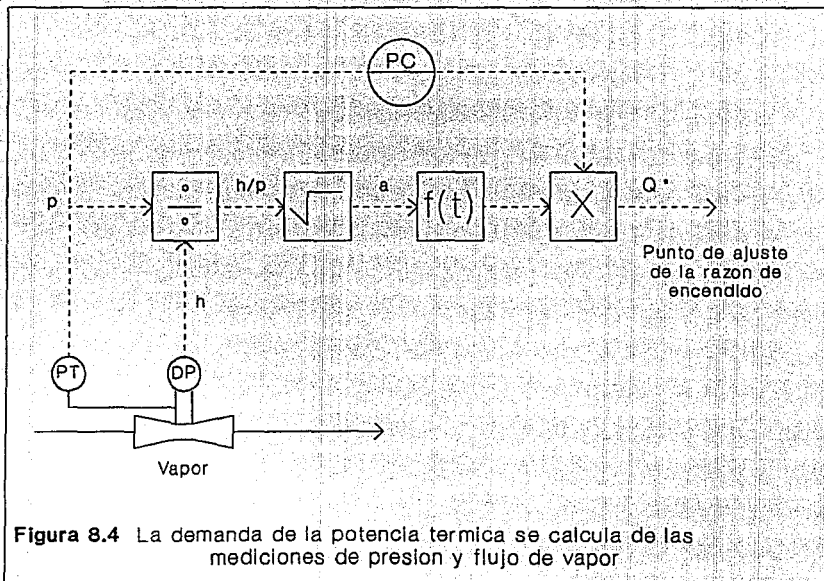 PC
p
÷
h/p
√
a
f(t)
X
Q*
Punto de ajuste
de la razon de
encendido
h
PT
DP
Vapor
Figura 8.4 La demanda de la potencia termica se calcula de las
mediciones de presion y flujo de vapor